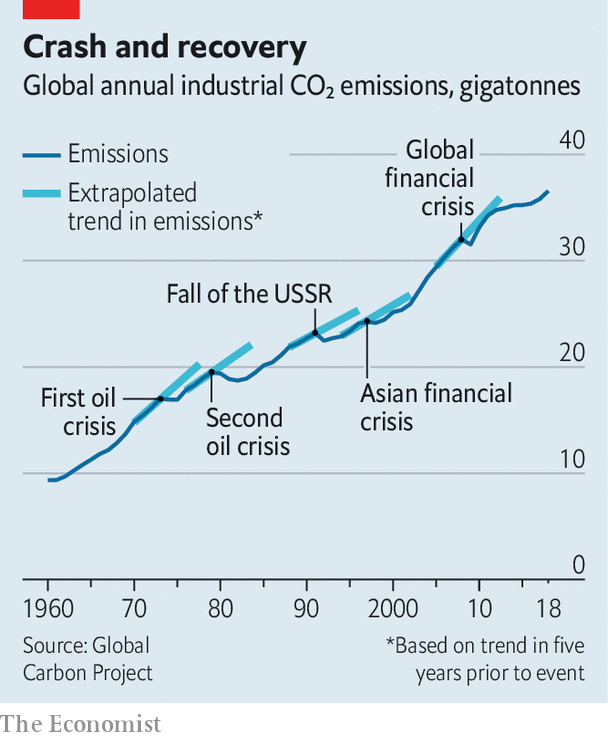 Crash and recovery
Global annual industrial CO₂ emissions, gigatonnes
Emissions
Extrapolated
trend in emissions*
40
30
20
10
0
Global
financial
crisis
Fall of the USSR
First oil
crisis
Second
oil crisis
Asian financial
crisis
1960 70 80 90 2000 10 18
Source: Global
Carbon Project
*Based on trend in five
years prior to event
The Economist